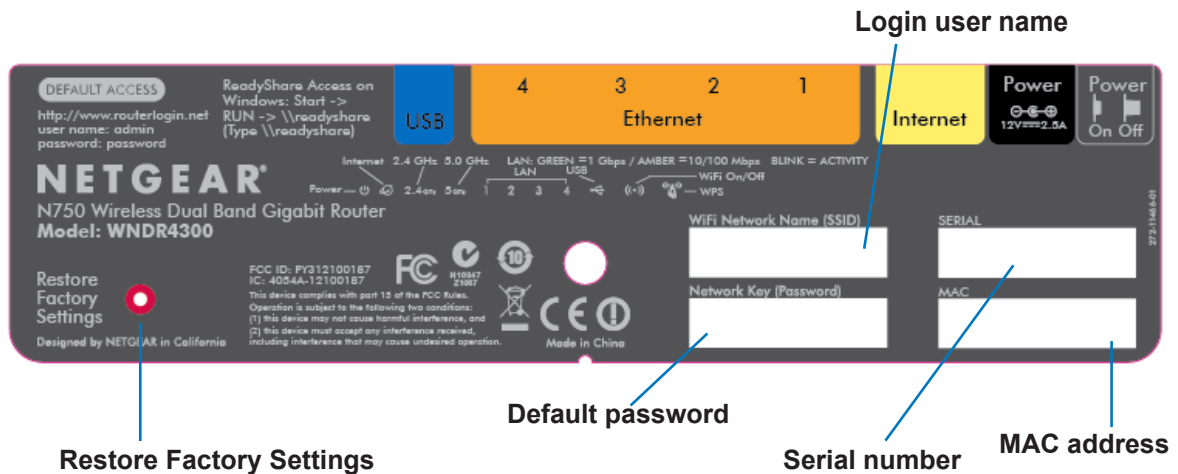 Login user name
DEFAULT ACCESS
http://www.routerlogin.net
user name: admin
password: password
ReadyShare Access on
Windows: Start ->
RUN -> \\readyshare
(Type \\readyshare)
USB
4 3 2 1
Ethernet
Internet
Power
12V 2.5A
Power
On Off
NETGEAR®
N750 Wireless Dual Band Gigabit Router
Model: WNDR4300
Internet 2.4 GHz 5.0 GHz LAN: GREEN =1 Gbps / AMBER =10/100 Mbps BLINK = ACTIVITY
LAN USB WiFi On/Off
Power 2.4GHz 5GHz 1 2 3 4 WPS
272-11466-01
WiFi Network Name (SSID)
SERIAL
Network Key (Password)
MAC
Restore
Factory
Settings
FCC ID: PY312100187
IC: 4054A-12100187
FC
N10947
Z1067
10
This device complies with part 15 of the FCC Rules.
Operation is subject to the following two conditions:
(1) this device may not cause harmful interference, and
(2) this device must accept any interference received,
including interference that may cause undesired operation.
CE
Made in China
Designed by NETGEAR in California
Default password
Restore Factory Settings
Serial number
MAC address